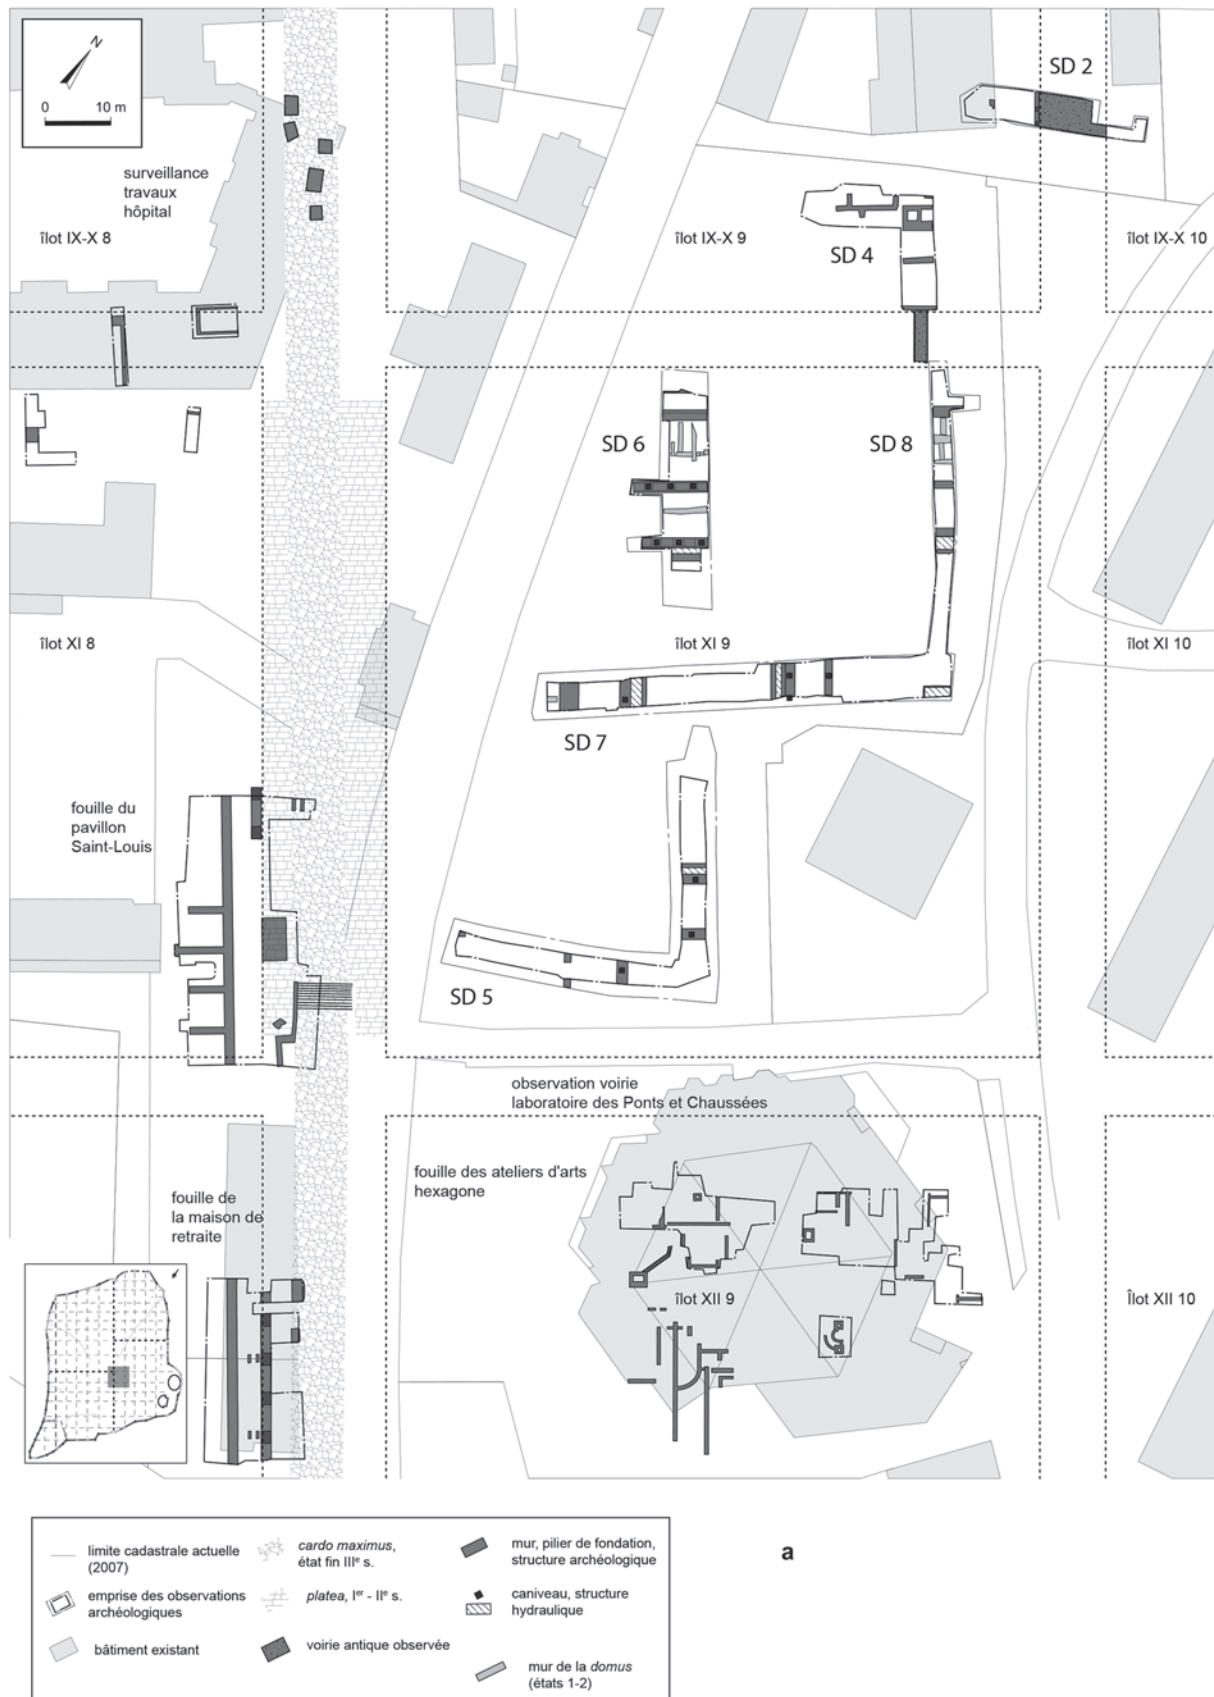 N
0 10 m
SD 2
surveillance
travaux
hôpital
îlot IX-X 8
îlot IX-X 9
îlot IX-X 10
SD 4
SD 6
SD 8
îlot XI 8
îlot XI 9
îlot XI 10
SD 7
fouille du
pavillon
Saint-Louis
SD 5
observation voirie
laboratoire des Ponts et Chaussées
fouille des ateliers d'arts
hexagone
fouille de
la maison de
retraite
îlot XII 9
Îlot XII 10
limite cadastrale actuelle
(2007)
cardo maximus,
état fin IIIe s.
mur, pilier de fondation,
structure archéologique
emprise des observations
archéologiques
platea, Ier - IIe s.
caniveau, structure
hydraulique
bâtiment existant
voirie antique observée
mur de la domus
(états 1-2)
a